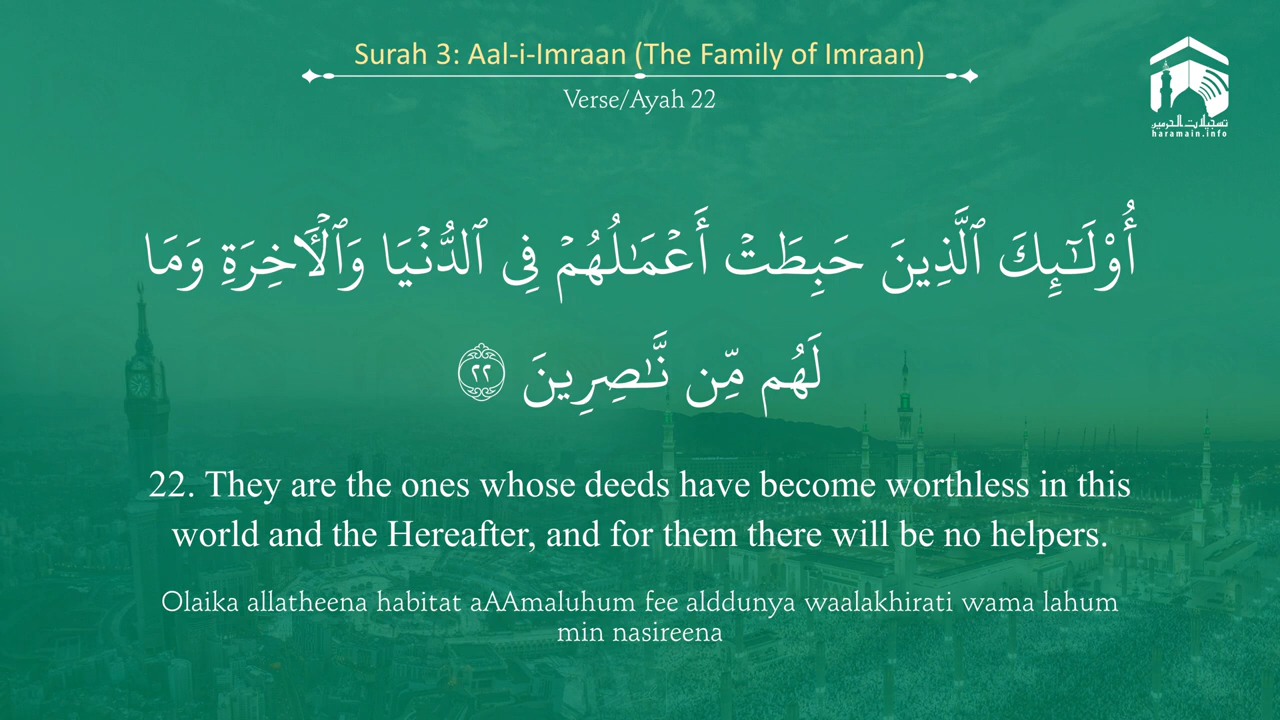 Surah 3: Aal-i-Imraan (The Family of Imraan)
Verse/Ayah 22
تسجيلات الحرمين
haramain.info
أُوْلَـٰٓئِكَ ٱلَّذِينَ حَبِطَتۡ أَعۡمَـٰلُهُمۡ فِى ٱلدُّنۡيَا وَٱلۡأَخِرَةِ وَمَا
لَهُم مِّن نَّـٰصِرِينَ ٢٢
22. They are the ones whose deeds have become worthless in this
world and the Hereafter, and for them there will be no helpers.
Olaika allatheena habitat aAAmaluhum fee alddunya waalakhirati wama lahum
min nasireena